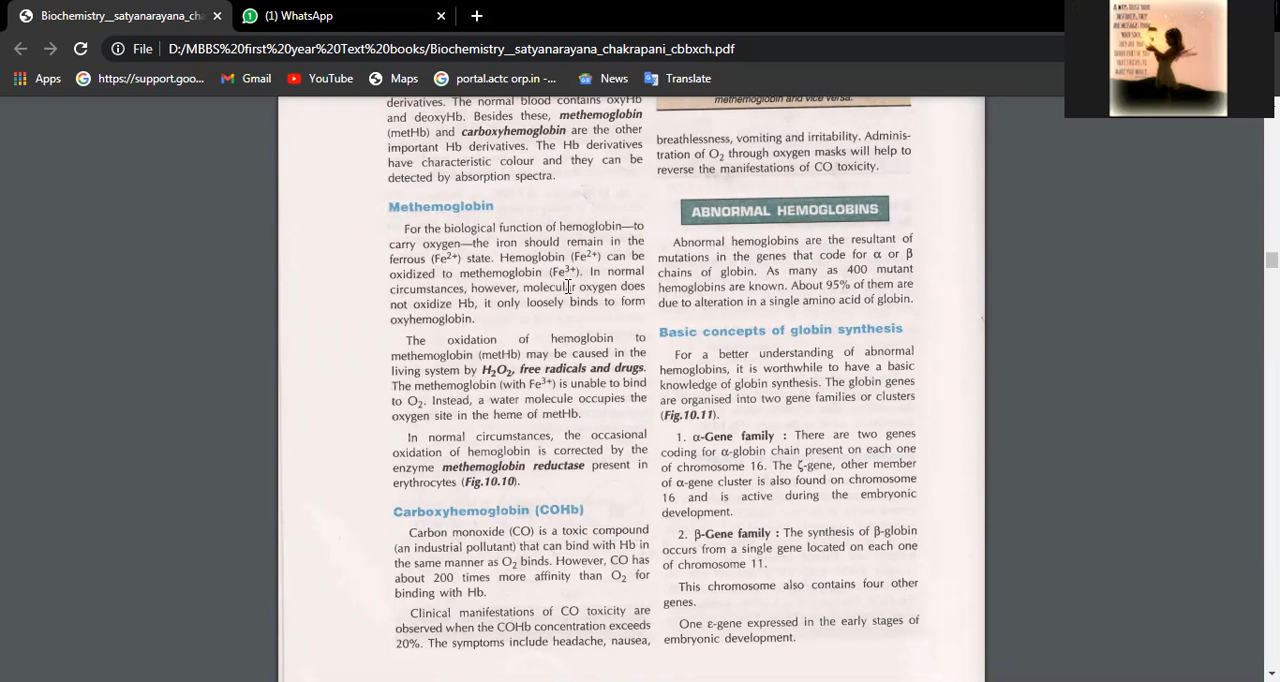 Biochemistry__satyanarayana_cha
(1) WhatsApp
File
D:/MBBS%20first%20year%20Text%20books/Biochemistry__satyanarayana_chakrapani_cbbxch.pdf
Apps
https://support.goo...
Gmail
YouTube
Maps
portal.actc orp.in -...
News
Translate
derivatives. The normal blood contains oxyHb
and deoxyHb. Besides these, methemoglobin
(metHb) and carboxyhemoglobin are the other
important Hb derivatives. The Hb derivatives
have characteristic colour and they can be
detected by absorption spectra.
Methemoglobin
For the biological function of hemoglobin—to
carry oxygen—the iron should remain in the
ferrous (Fe²⁺) state. Hemoglobin (Fe²⁺) can be
oxidized to methemoglobin (Fe³⁺). In normal
circumstances, however, molecular oxygen does
not oxidize Hb, it only loosely binds to form
oxyhemoglobin.
The oxidation of hemoglobin to
methemoglobin (metHb) may be caused in the
living system by H₂O₂, free radicals and drugs.
The methemoglobin (with Fe³⁺) is unable to bind
to O₂. Instead, a water molecule occupies the
oxygen site in the heme of metHb.
In normal circumstances, the occasional
oxidation of hemoglobin is corrected by the
enzyme methemoglobin reductase present in
erythrocytes (Fig.10.10).
Carboxyhemoglobin (COHb)
Carbon monoxide (CO) is a toxic compound
(an industrial pollutant) that can bind with Hb in
the same manner as O₂ binds. However, CO has
about 200 times more affinity than O₂ for
binding with Hb.
Clinical manifestations of CO toxicity are
observed when the COHb concentration exceeds
20%. The symptoms include headache, nausea,
methemoglobin and vice versa.
breathlessness, vomiting and irritability. Adminis-
tration of O₂ through oxygen masks will help to
reverse the manifestations of CO toxicity.
ABNORMAL HEMOGLOBINS
Abnormal hemoglobins are the resultant of
mutations in the genes that code for α or β
chains of globin. As many as 400 mutant
hemoglobins are known. About 95% of them are
due to alteration in a single amino acid of globin.
Basic concepts of globin synthesis
For a better understanding of abnormal
hemoglobins, it is worthwhile to have a basic
knowledge of globin synthesis. The globin genes
are organised into two gene families or clusters
(Fig.10.11).
1. α-Gene family : There are two genes
coding for α-globin chain present on each one
of chromosome 16. The ζ-gene, other member
of α-gene cluster is also found on chromosome
16 and is active during the embryonic
development.
2. β-Gene family : The synthesis of β-globin
occurs from a single gene located on each one
of chromosome 11.
This chromosome also contains four other
genes.
One ε-gene expressed in the early stages of
embryonic development.